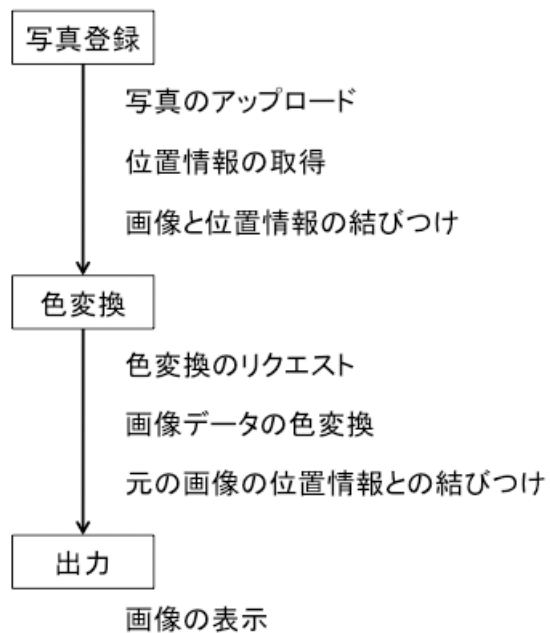 写真登録
写真のアップロード
位置情報の取得
画像と位置情報の結びつけ
色変換
色変換のリクエスト
画像データの色変換
元の画像の位置情報との結びつけ
出力
画像の表示